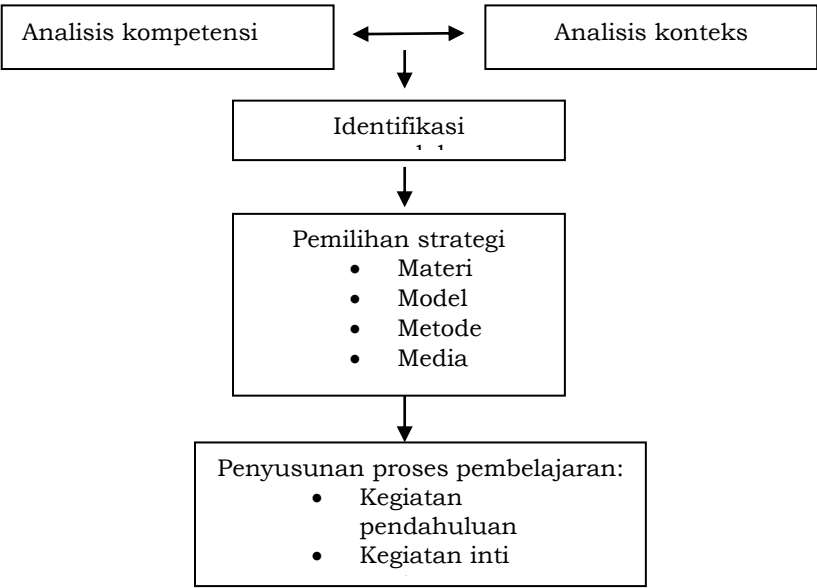 Analisis kompetensi
Analisis konteks
Identifikasi
Pemilihan strategi
• Materi
• Model
• Metode
• Media
Penyusunan proses pembelajaran:
• Kegiatan
pendahuluan
• Kegiatan inti